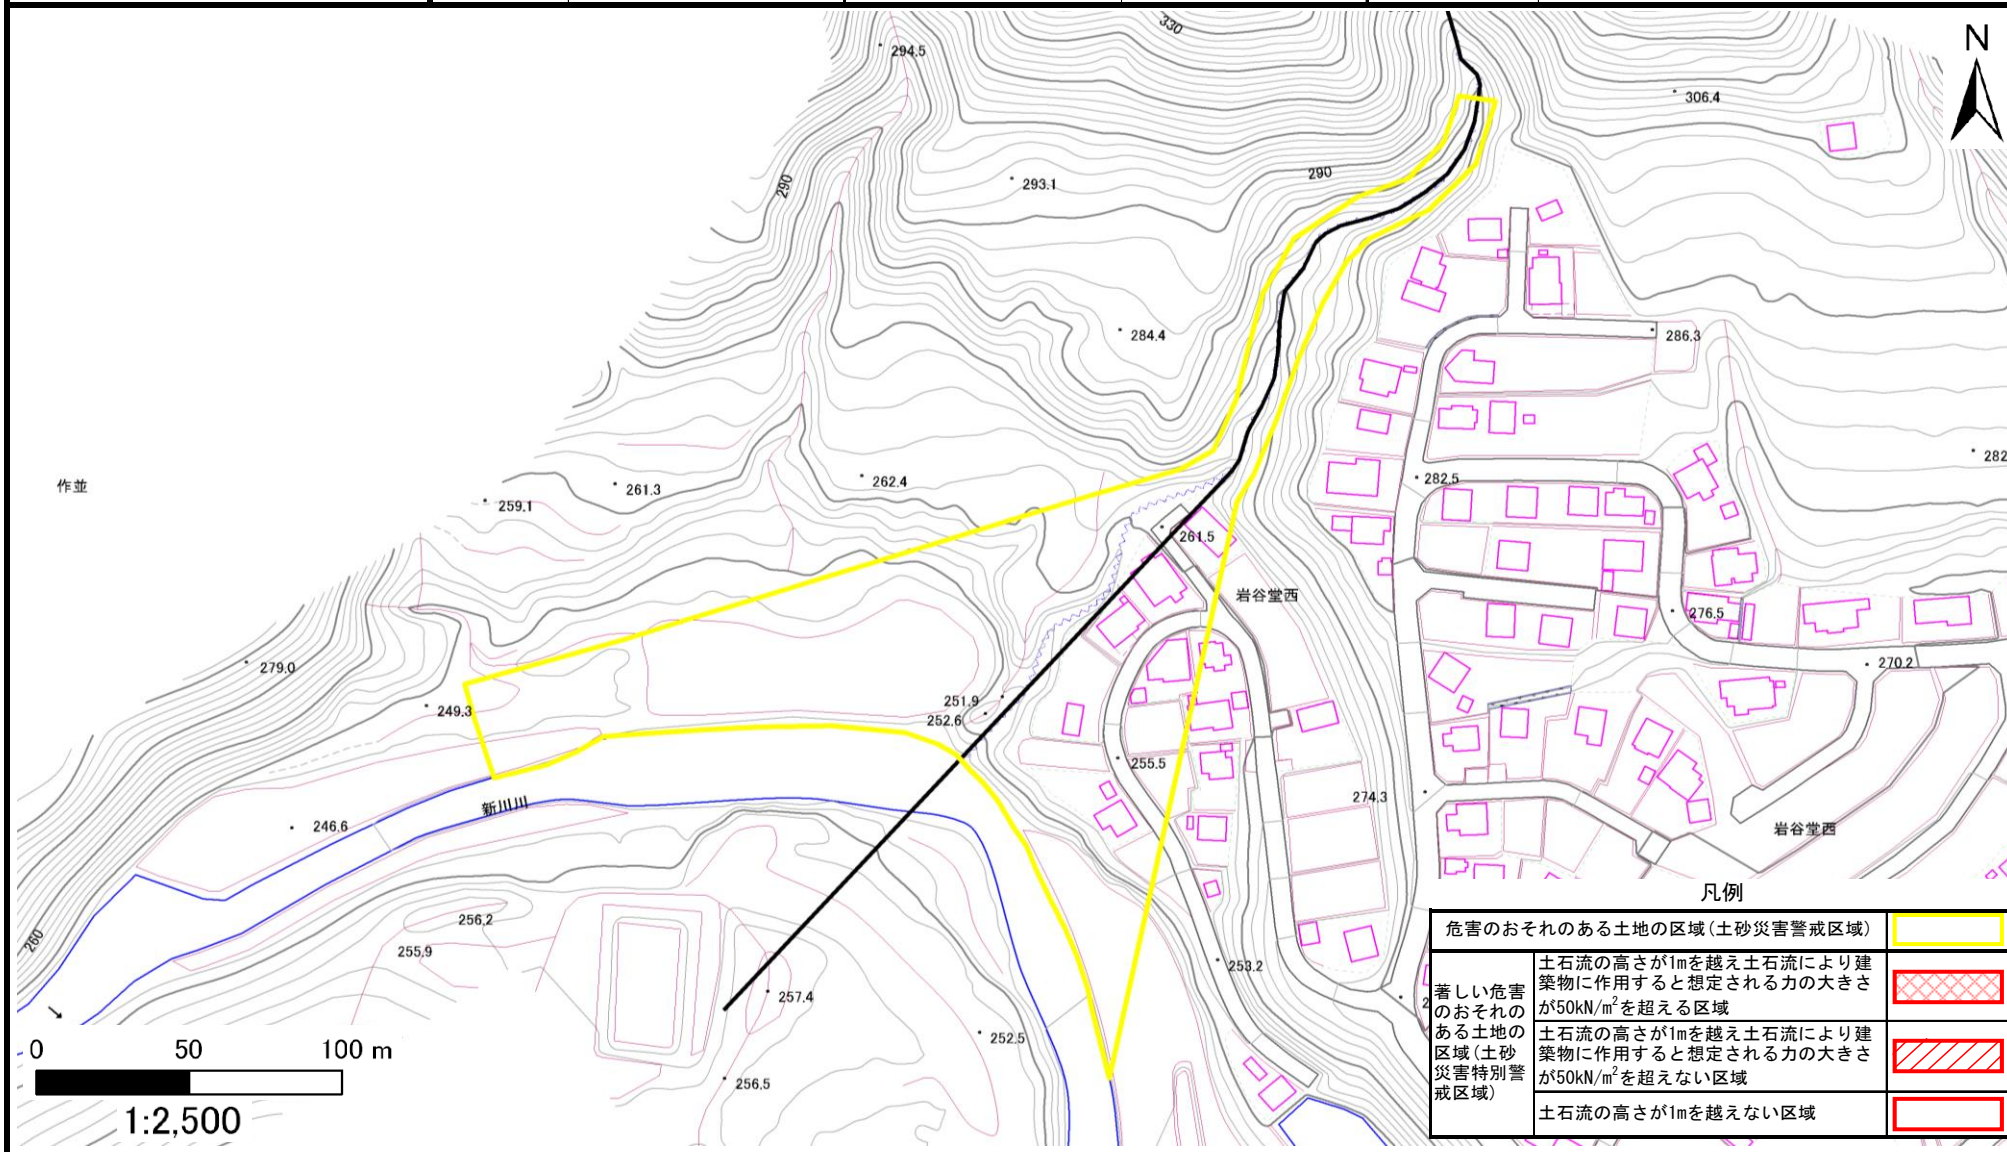 330
294.5
N
306.4
293.1
290
290
284.4
286.3
作並
259.1
261.3
262.4
282.5
282
261.5
岩谷堂西
276.5
279.0
249.3
251.9
252.6
270.2
255.5
新川川
274.3
246.6
岩谷堂西
256.2
255.9
260
253.2
257.4
252.5
256.5
0 50 100 m
1:2,500
凡例
危害のおそれのある土地の区域(土砂災害警戒区域)
著しい危害
のおそれの
ある土地の
区域(土砂
災害特別警
戒区域)
土石流の高さが1mを越え土石流により建
築物に作用すると想定される力の大きさ
が50kN/m²を超える区域
土石流の高さが1mを越え土石流により建
築物に作用すると想定される力の大きさ
が50kN/m²を超えない区域
土石流の高さが1mを越えない区域